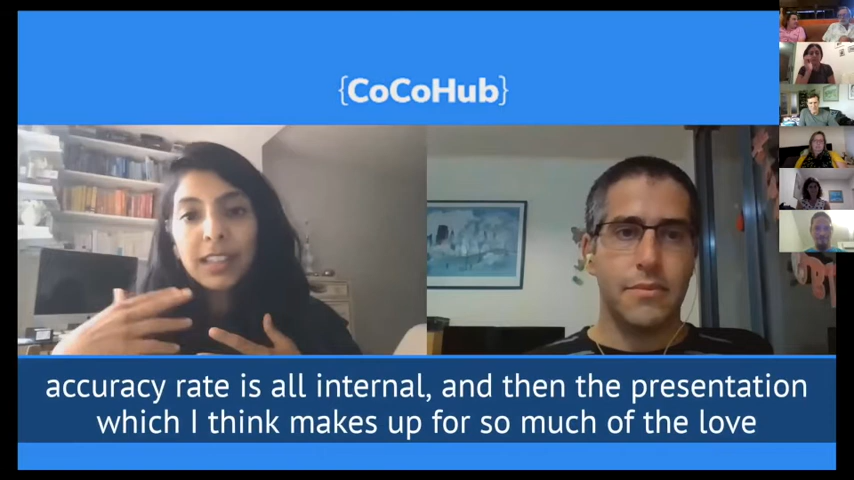 {CoCoHub}
accuracy rate is all internal, and then the presentation
which I think makes up for so much of the love